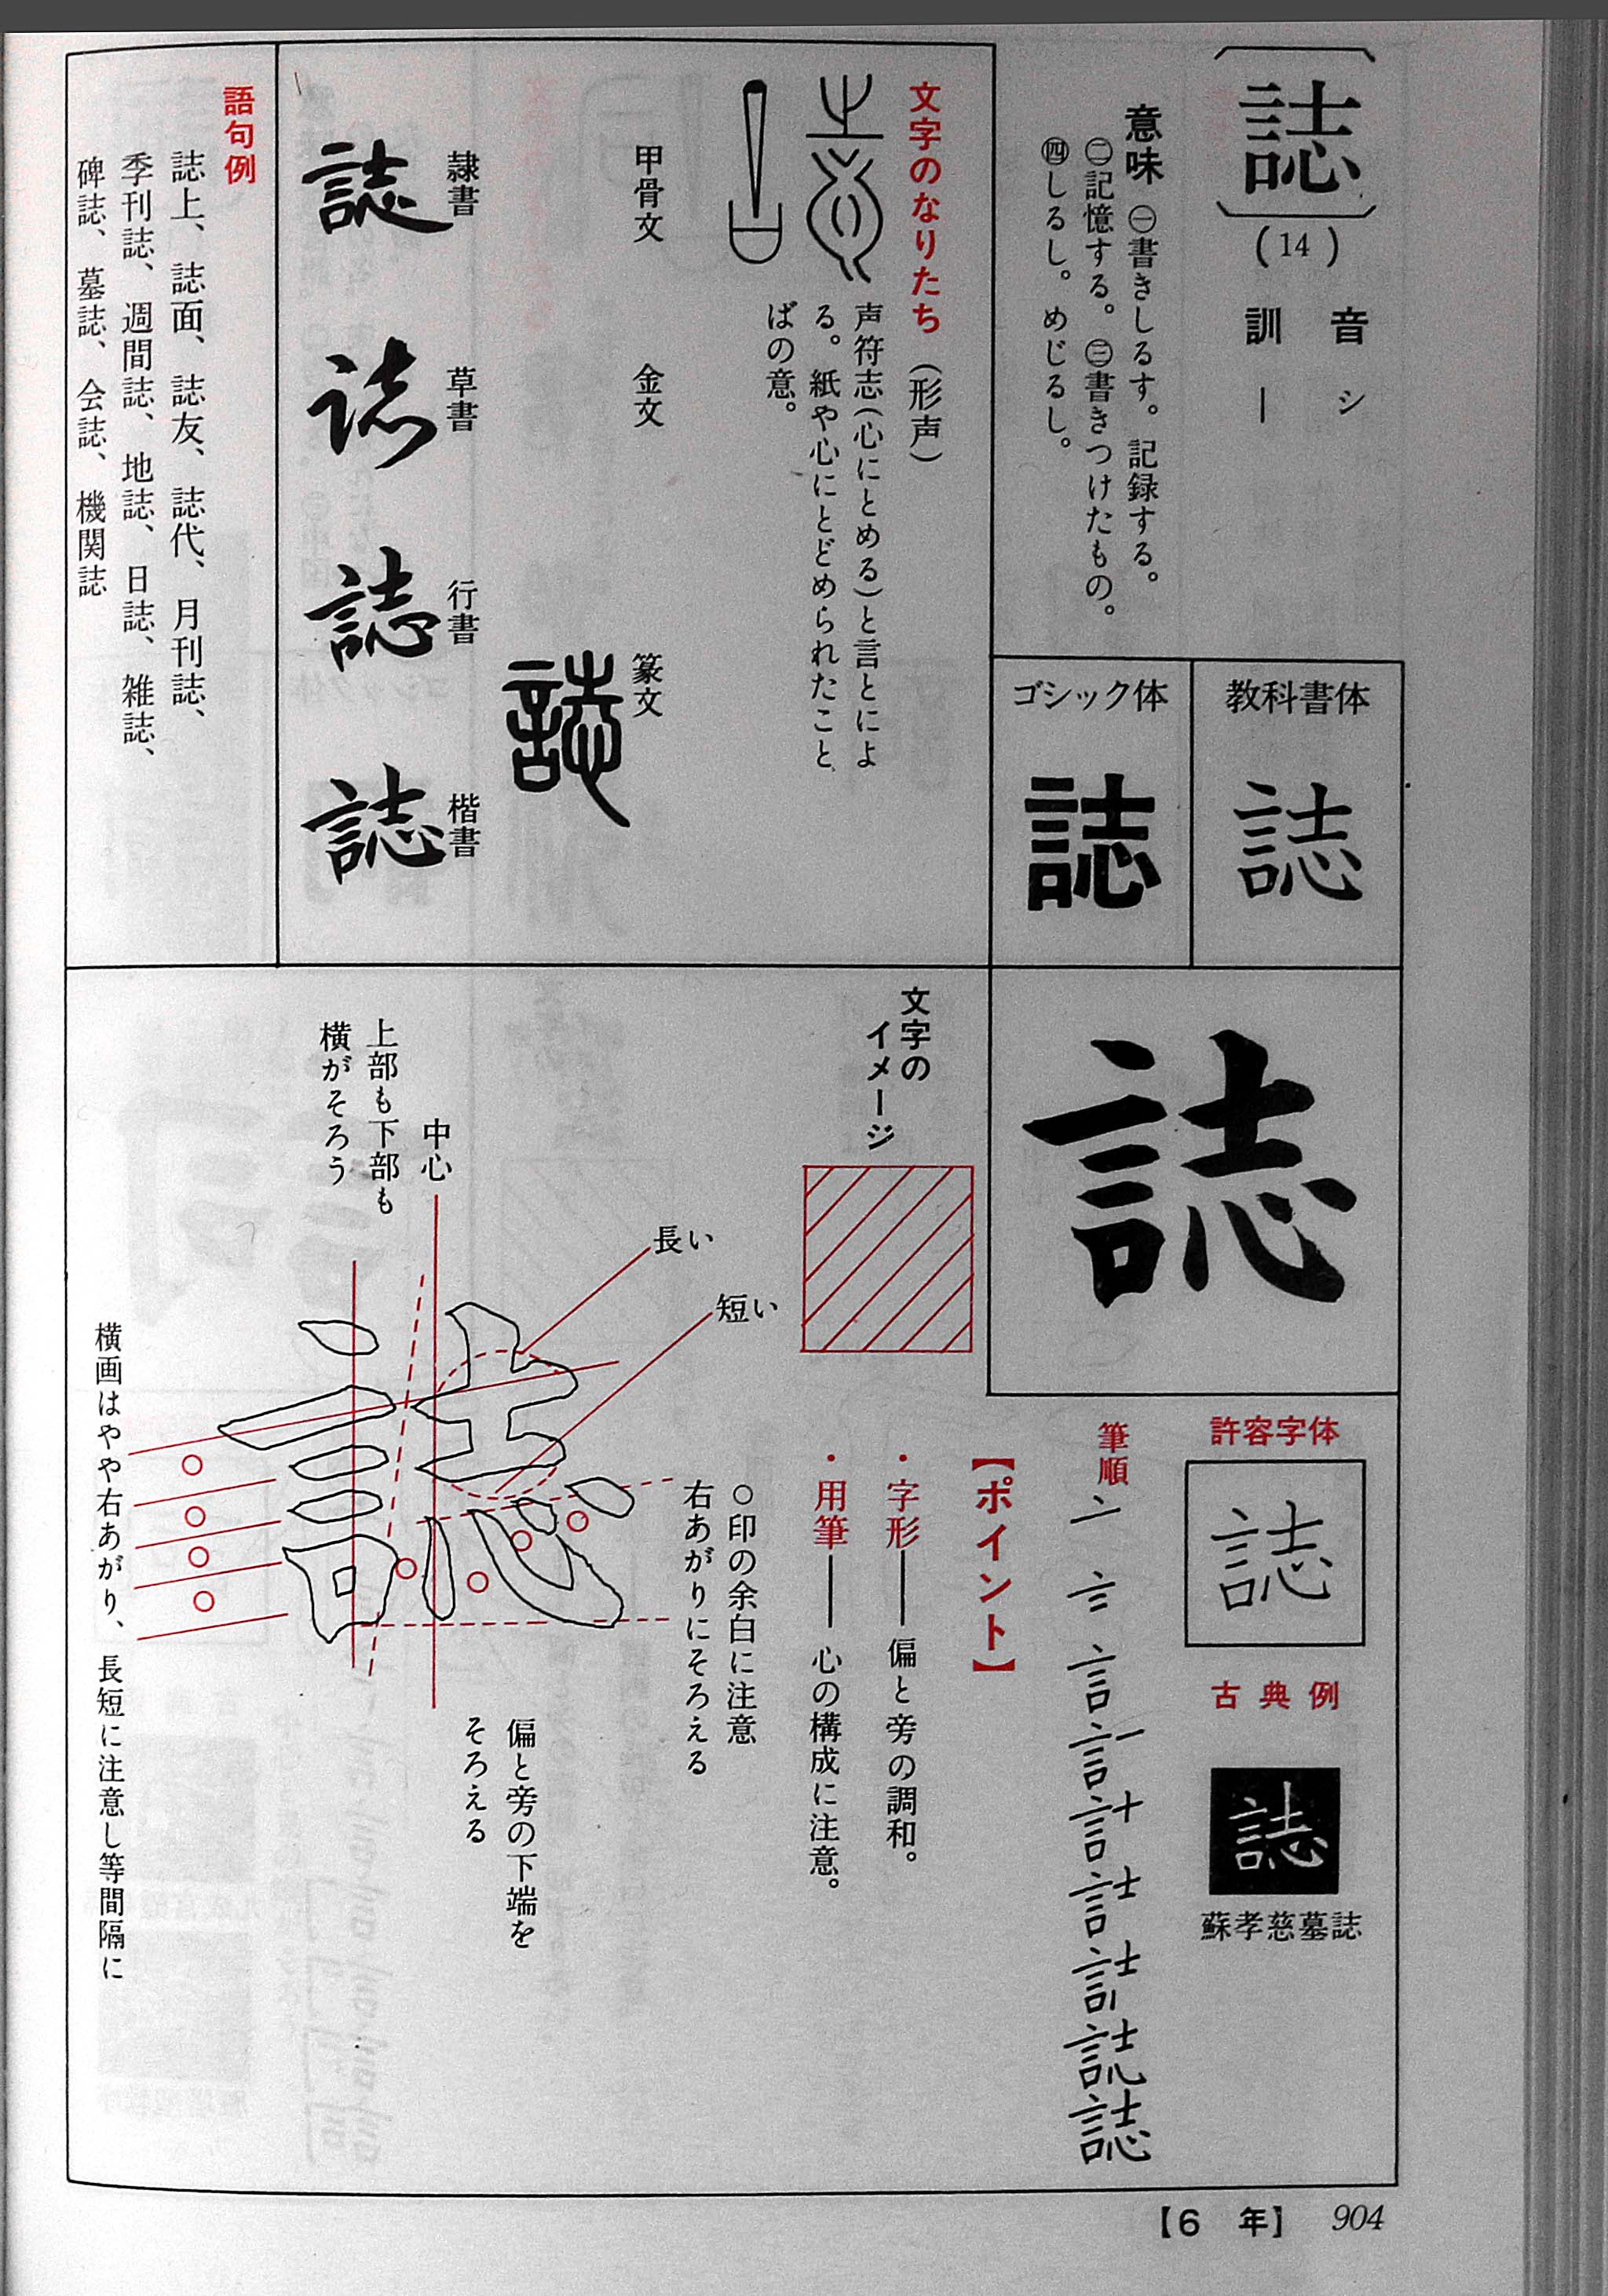 〔誌〕(14)
音 シ
訓 ―
意味 ㊀書きしるす。記録する。
㊁記憶する。㊂書きつけたもの。
㊃しるし。めじるし。
教科書体
誌
ゴシック体
誌
文字のなりたち(形声)
声符志(心にとめる)と言とによ
る。紙や心にとどめられたこと
ばの意。
甲骨文
金文
篆文
誌
隷書
誌
草書
誌
行書
誌
楷書
誌
語句例
誌上、誌面、誌友、誌代、月刊誌、
季刊誌、週間誌、地誌、日誌、雑誌、
碑誌、墓誌、会誌、機関誌
誌
許容字体
誌
古典例
誌
蘇孝慈墓誌
筆順
誌
【ポイント】
・字形――偏と旁の調和。
・用筆――心の構成に注意。
文字の
イメージ
長い
短い
中心
上部も下部も
横がそろう
○印の余白に注意
右あがりにそろえる
偏と旁の下端を
そろえる
横画はやや右あがり、長短に注意し等間隔に
誌
【6 年】 904